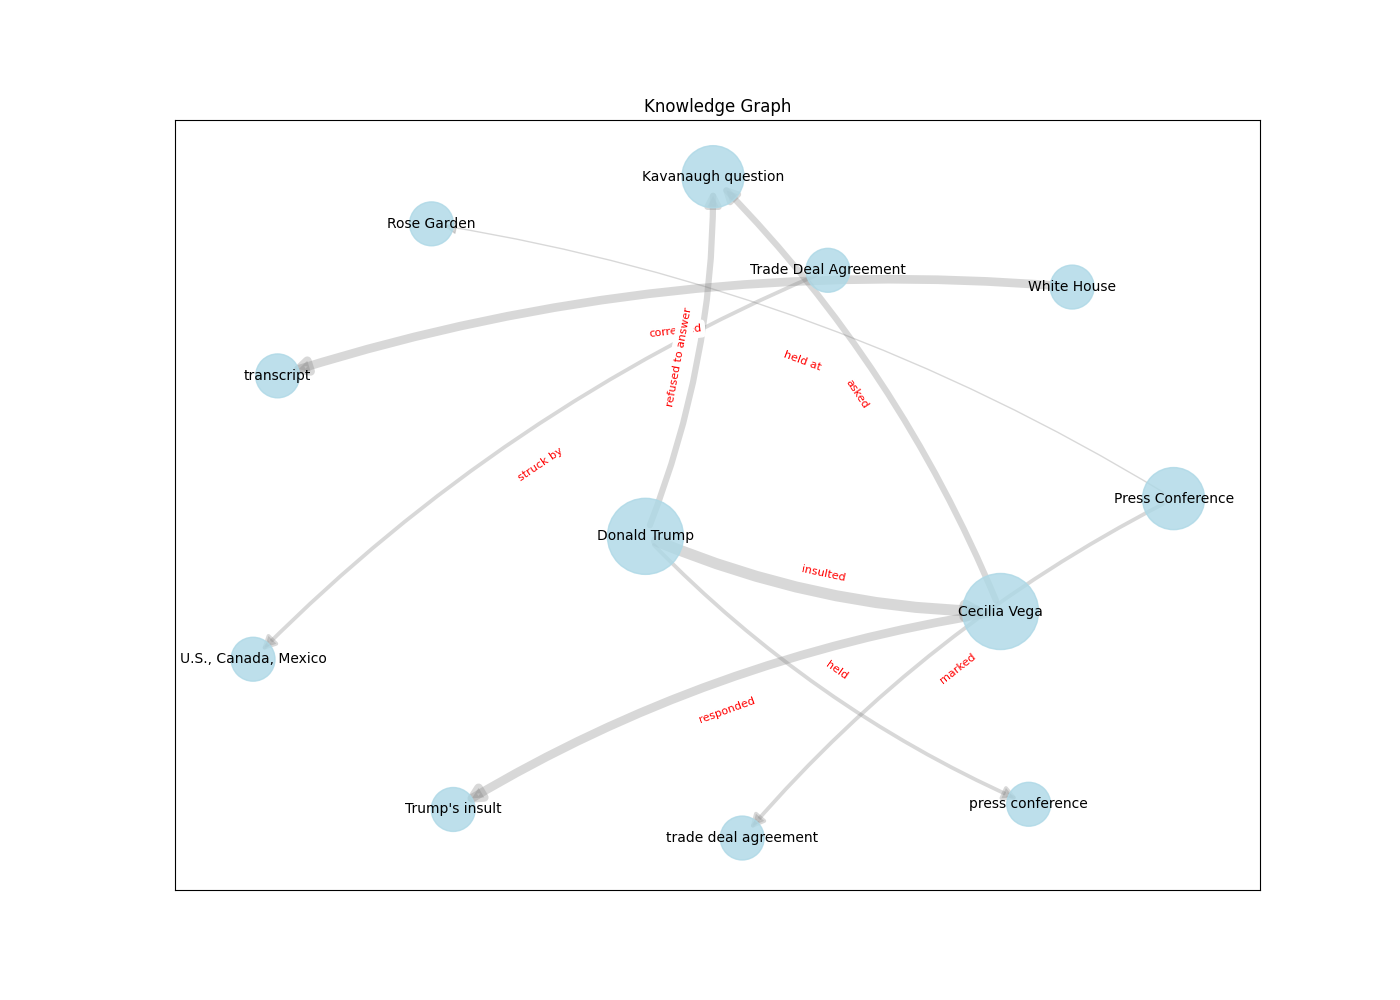 Knowledge Graph
Kavanaugh question
Rose Garden
Trade Deal Agreement
White House
refused to answer
held at
transcript
asked
struck by
Press Conference
Donald Trump
insulted
Cecilia Vega
U.S., Canada, Mexico
held
marked
responded
Trump's insult
press conference
trade deal agreement